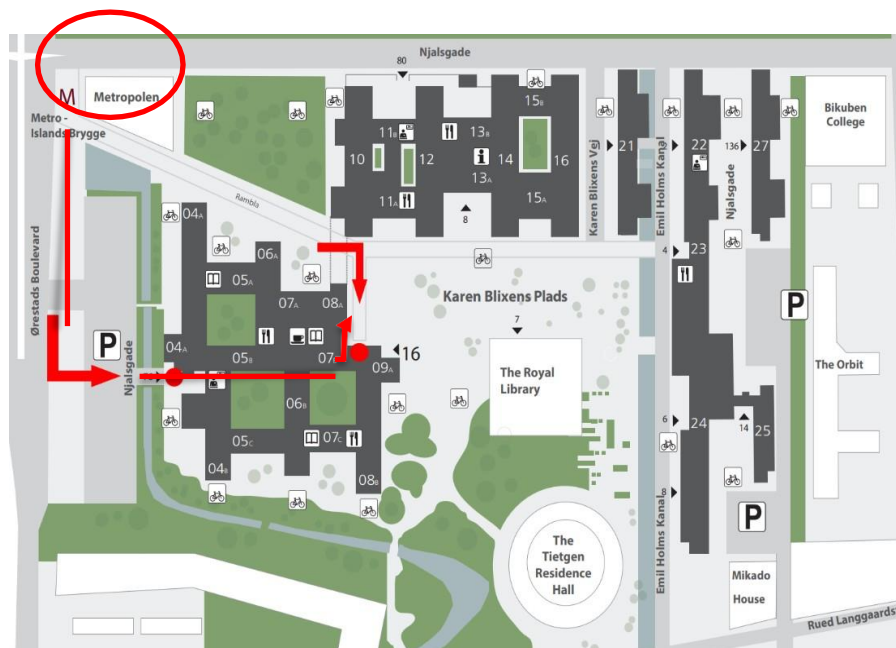 Njalsgade
80
M
Metropolen
Metro -
Islands Brygge
Bikuben
College
15B
11B
13B
21
22
136
27
10
12
14
16
13A
Karen Blixens Vej
Emil Holms Kanal
Njalsgade
11A
15A
8
Rambla
04A
06A
4
23
05A
Ørestads Boulevard
07A
08A
Karen Blixens Plads
P
P
7
04A
05B
07
16
09A
The Royal
Library
The Orbit
Njalsgade
06B
6
24
14
25
05C
07C
04B
08B
8
P
Emil Holms Kanal
The
Tietgen
Residence
Hall
Mikado
House
Rued Langgaards